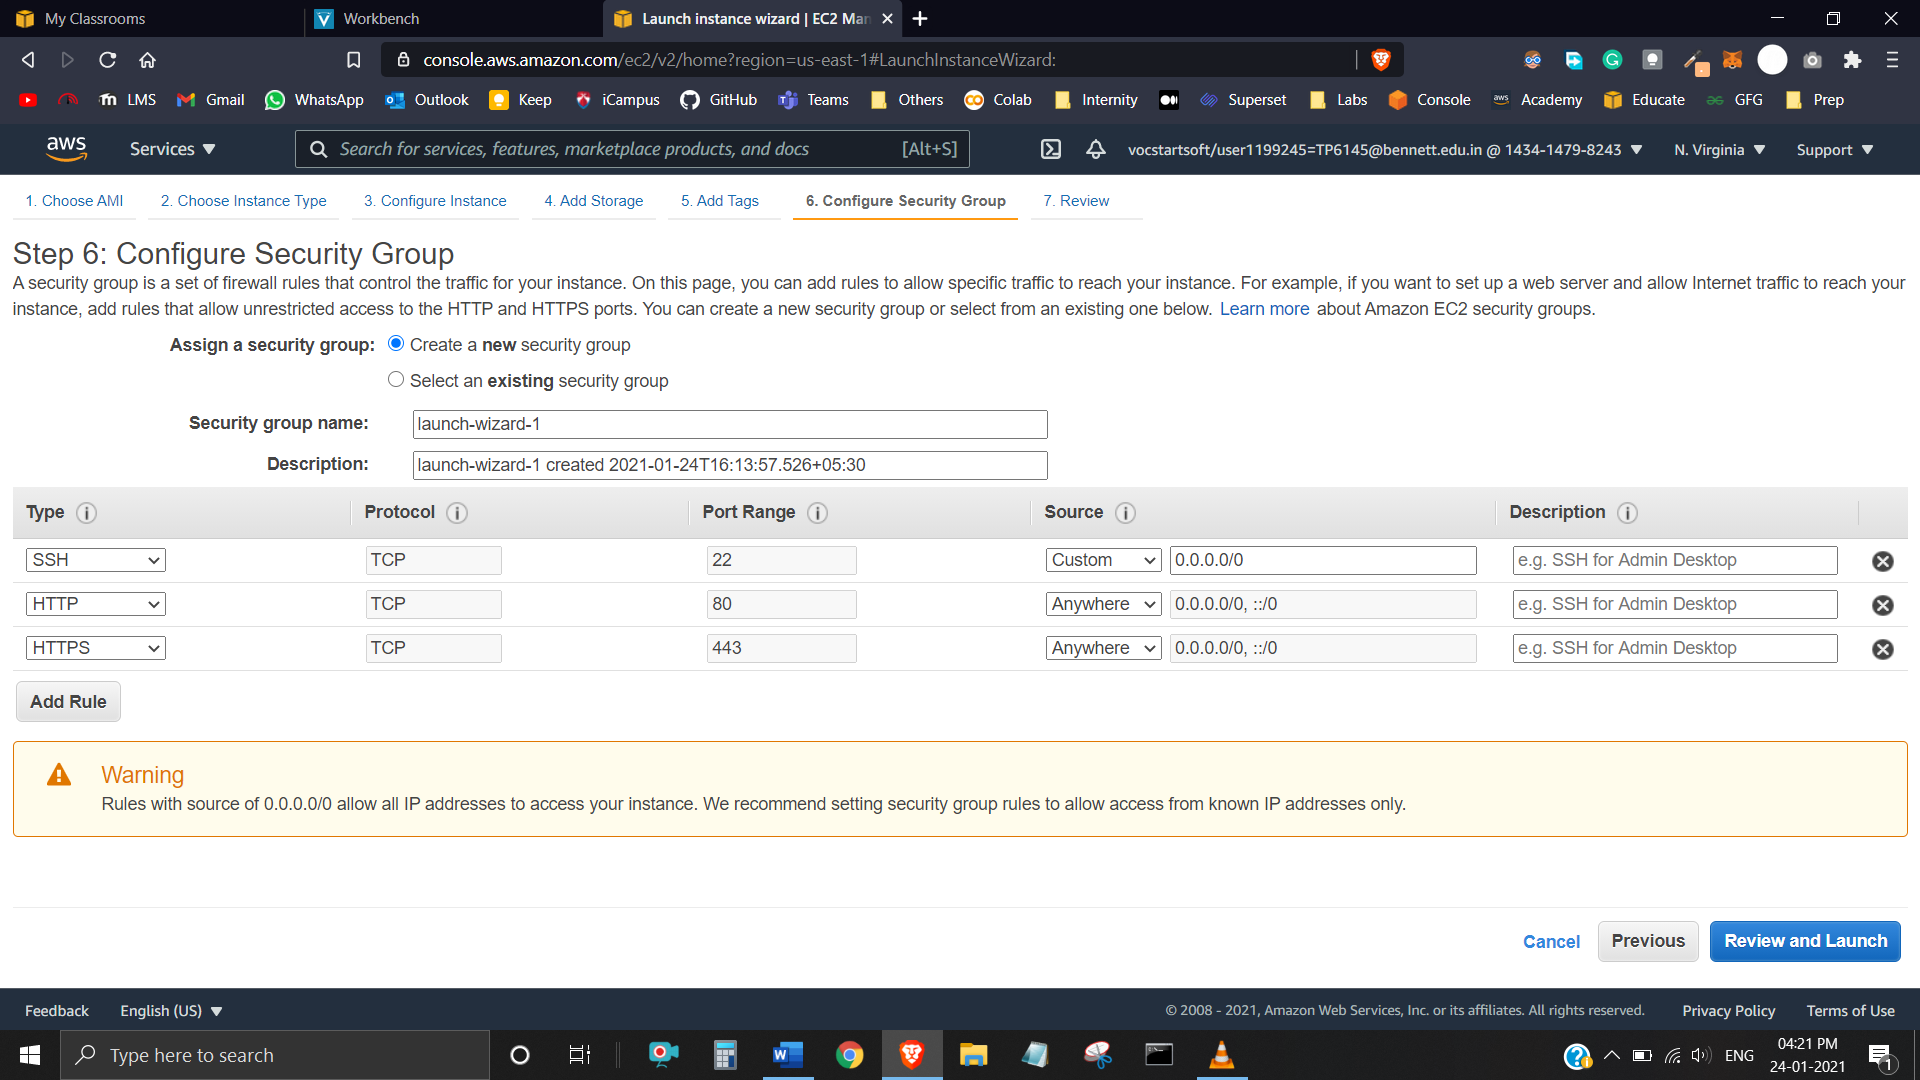 My Classrooms
Workbench
Launch instance wizard | EC2 Man
console.aws.amazon.com/ec2/v2/home?region=us-east-1#LaunchInstanceWizard:
LMS Gmail WhatsApp Outlook Keep iCampus GitHub Teams Others Colab Internity Superset Labs Console Academy Educate GFG Prep
aws Services Search for services, features, marketplace products, and docs [Alt+S] vocstartsoft/user1199245=TP6145@bennett.edu.in @ 1434-1479-8243 N. Virginia Support
1. Choose AMI 2. Choose Instance Type 3. Configure Instance 4. Add Storage 5. Add Tags 6. Configure Security Group 7. Review
Step 6: Configure Security Group
A security group is a set of firewall rules that control the traffic for your instance. On this page, you can add rules to allow specific traffic to reach your instance. For example, if you want to set up a web server and allow Internet traffic to reach your
instance, add rules that allow unrestricted access to the HTTP and HTTPS ports. You can create a new security group or select from an existing one below. Learn more about Amazon EC2 security groups.
Assign a security group: Create a new security group
Select an existing security group
Security group name: launch-wizard-1
Description: launch-wizard-1 created 2021-01-24T16:13:57.526+05:30
Type Protocol Port Range Source Description
SSH TCP 22 Custom 0.0.0.0/0 e.g. SSH for Admin Desktop
HTTP TCP 80 Anywhere 0.0.0.0/0, ::/0 e.g. SSH for Admin Desktop
HTTPS TCP 443 Anywhere 0.0.0.0/0, ::/0 e.g. SSH for Admin Desktop
Add Rule
Warning
Rules with source of 0.0.0.0/0 allow all IP addresses to access your instance. We recommend setting security group rules to allow access from known IP addresses only.
Cancel Previous Review and Launch
Feedback English (US) © 2008 - 2021, Amazon Web Services, Inc. or its affiliates. All rights reserved. Privacy Policy Terms of Use
Type here to search
ENG
04:21 PM
24-01-2021
1